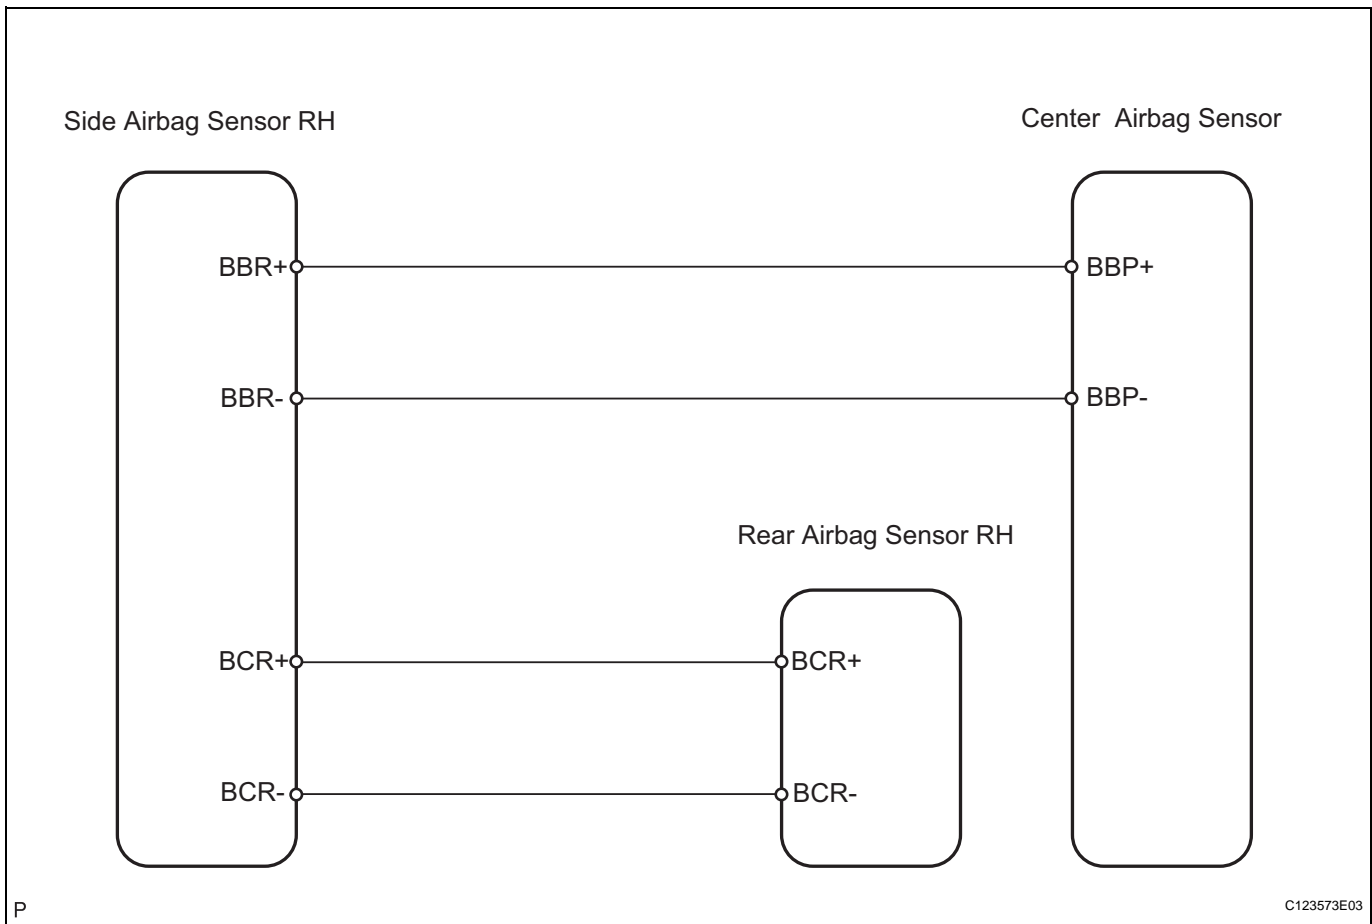 Side Airbag Sensor RH
Center Airbag Sensor
BBR+
BBP+
BBR-
BBP-
Rear Airbag Sensor RH
BCR+
BCR+
BCR-
BCR-
P
C123573E03